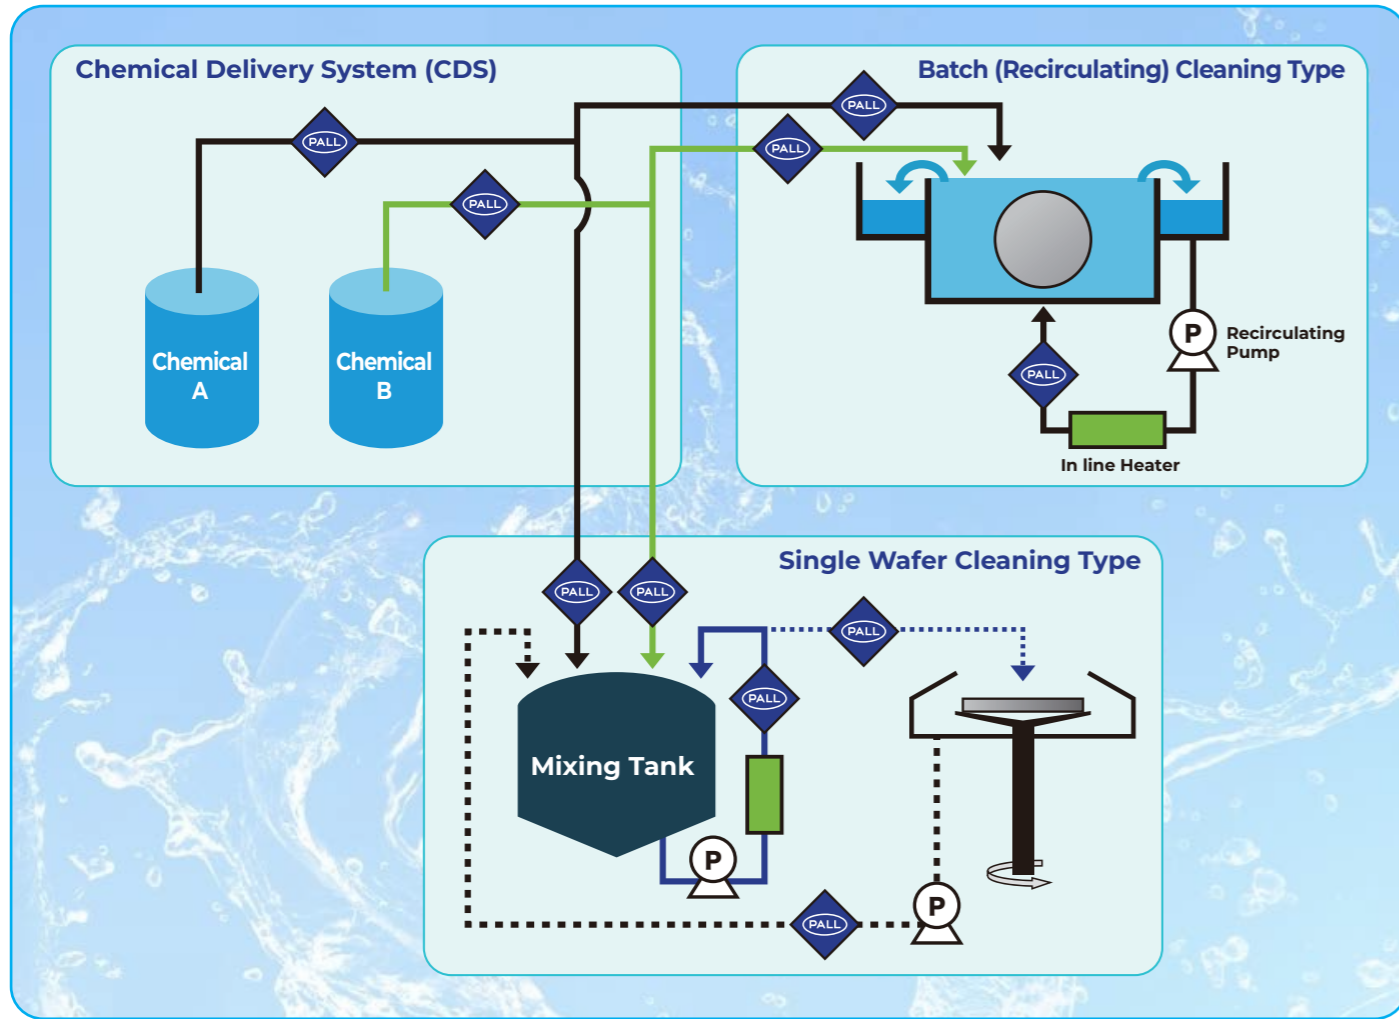 Chemical Delivery System (CDS)
PALL
PALL
Chemical
A
Chemical
B
Batch (Recirculating) Cleaning Type
PALL
PALL
P
Recirculating
Pump
PALL
In line Heater
Single Wafer Cleaning Type
PALL
PALL
PALL
PALL
Mixing Tank
P
P
PALL